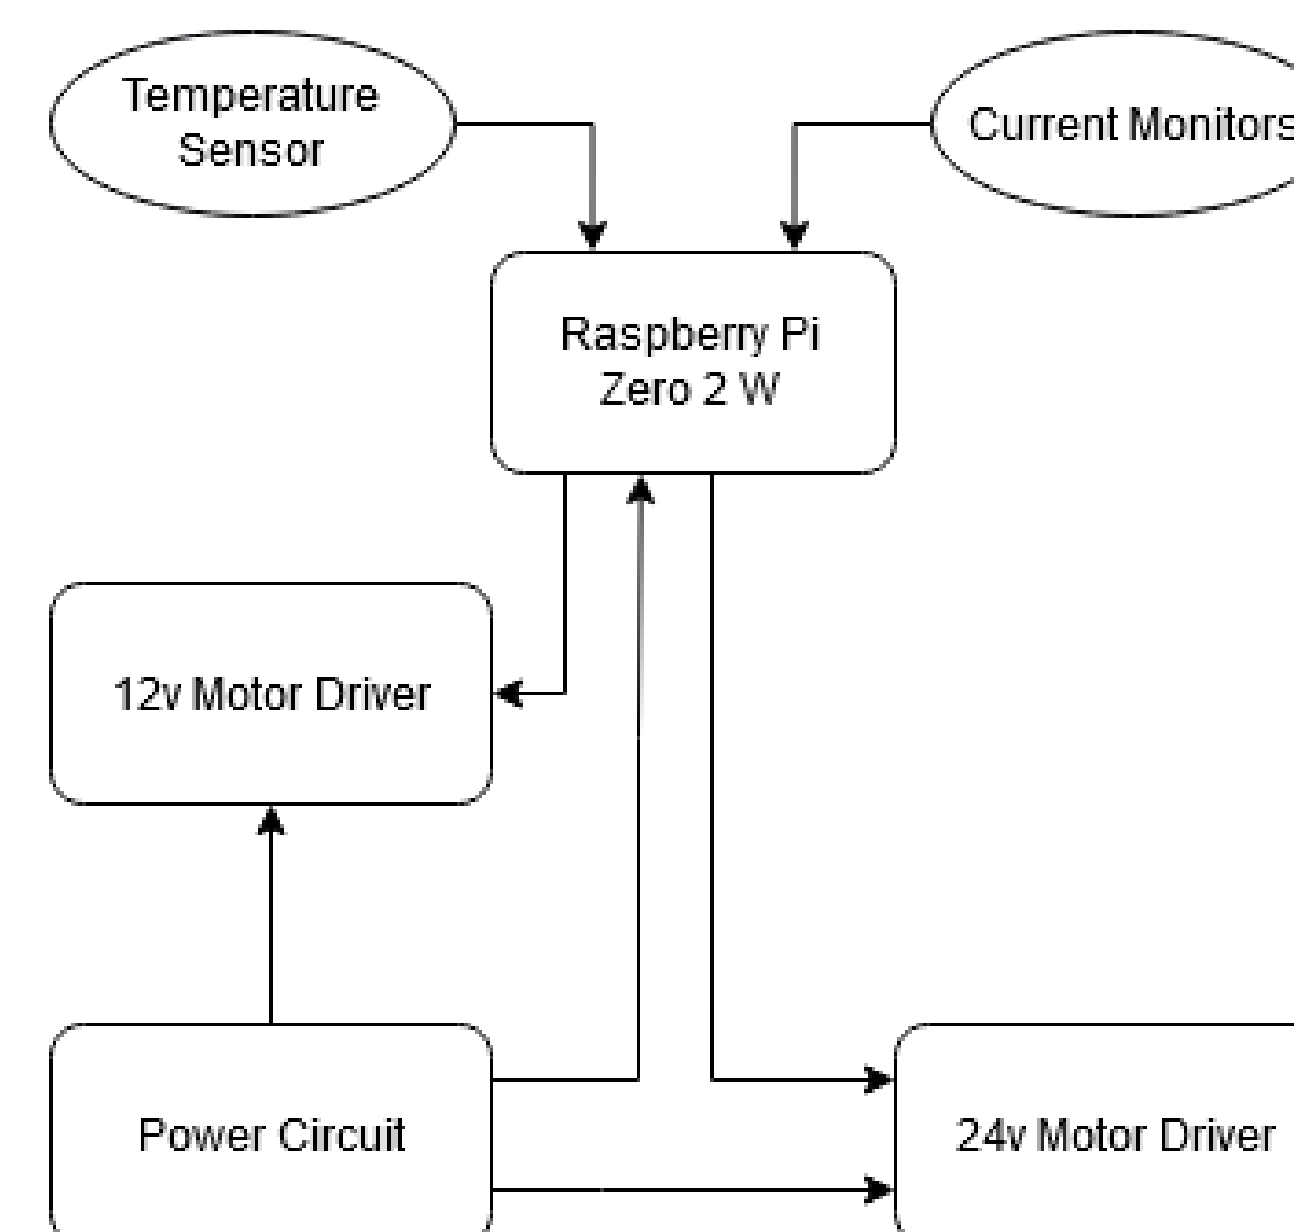 Temperature
Sensor
Current Monitors
Raspberry Pi
Zero 2 W
12v Motor Driver
Power Circuit
24v Motor Driver